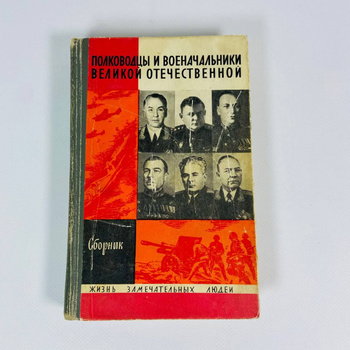 ПОЛКОВОДЦЫ И ВОЕНАЧАЛЬНИКИ
ВЕЛИКОЙ ОТЕЧЕСТВЕННОЙ
Сборник
ЖИЗНЬ ЗАМЕЧАТЕЛЬНЫХ ЛЮДЕЙ